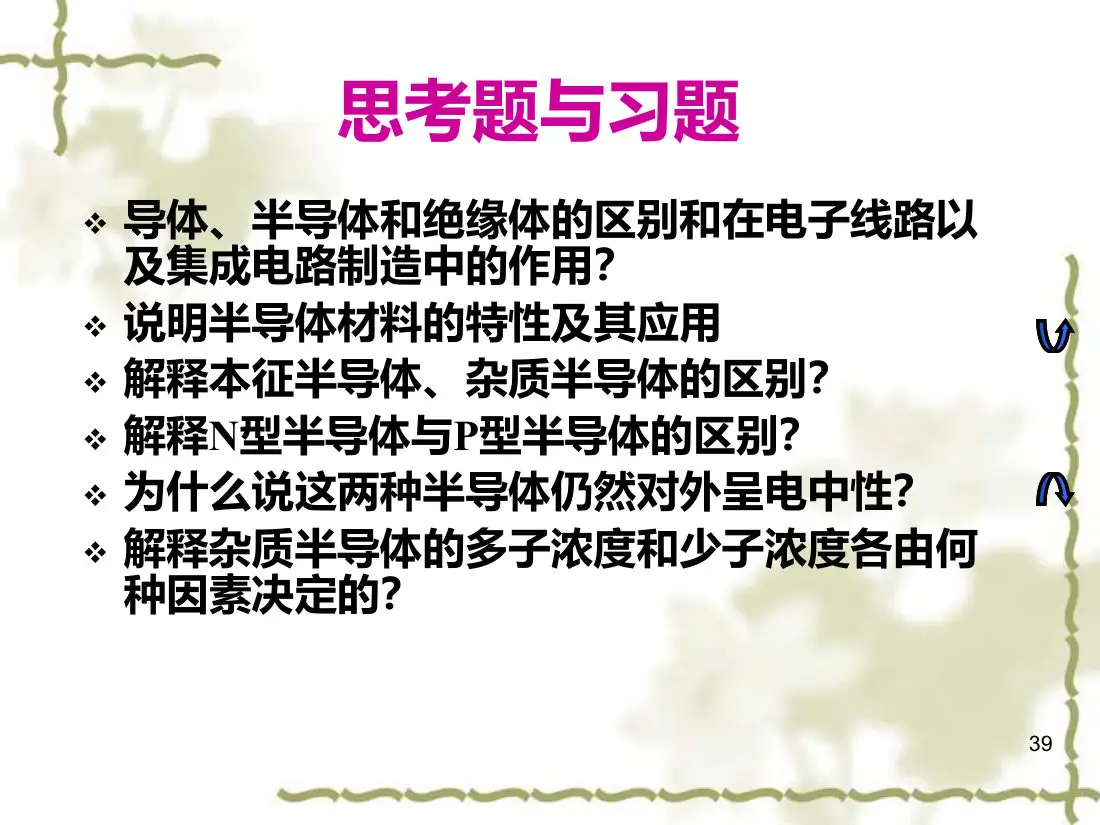 思考题与习题
导体、半导体和绝缘体的区别和在电子线路以
及集成电路制造中的作用?
说明半导体材料的特性及其应用
解释本征半导体、杂质半导体的区别?
解释N型半导体与P型半导体的区别?
为什么说这两种半导体仍然对外呈电中性?
解释杂质半导体的多子浓度和少子浓度各由何
种因素决定的?
39